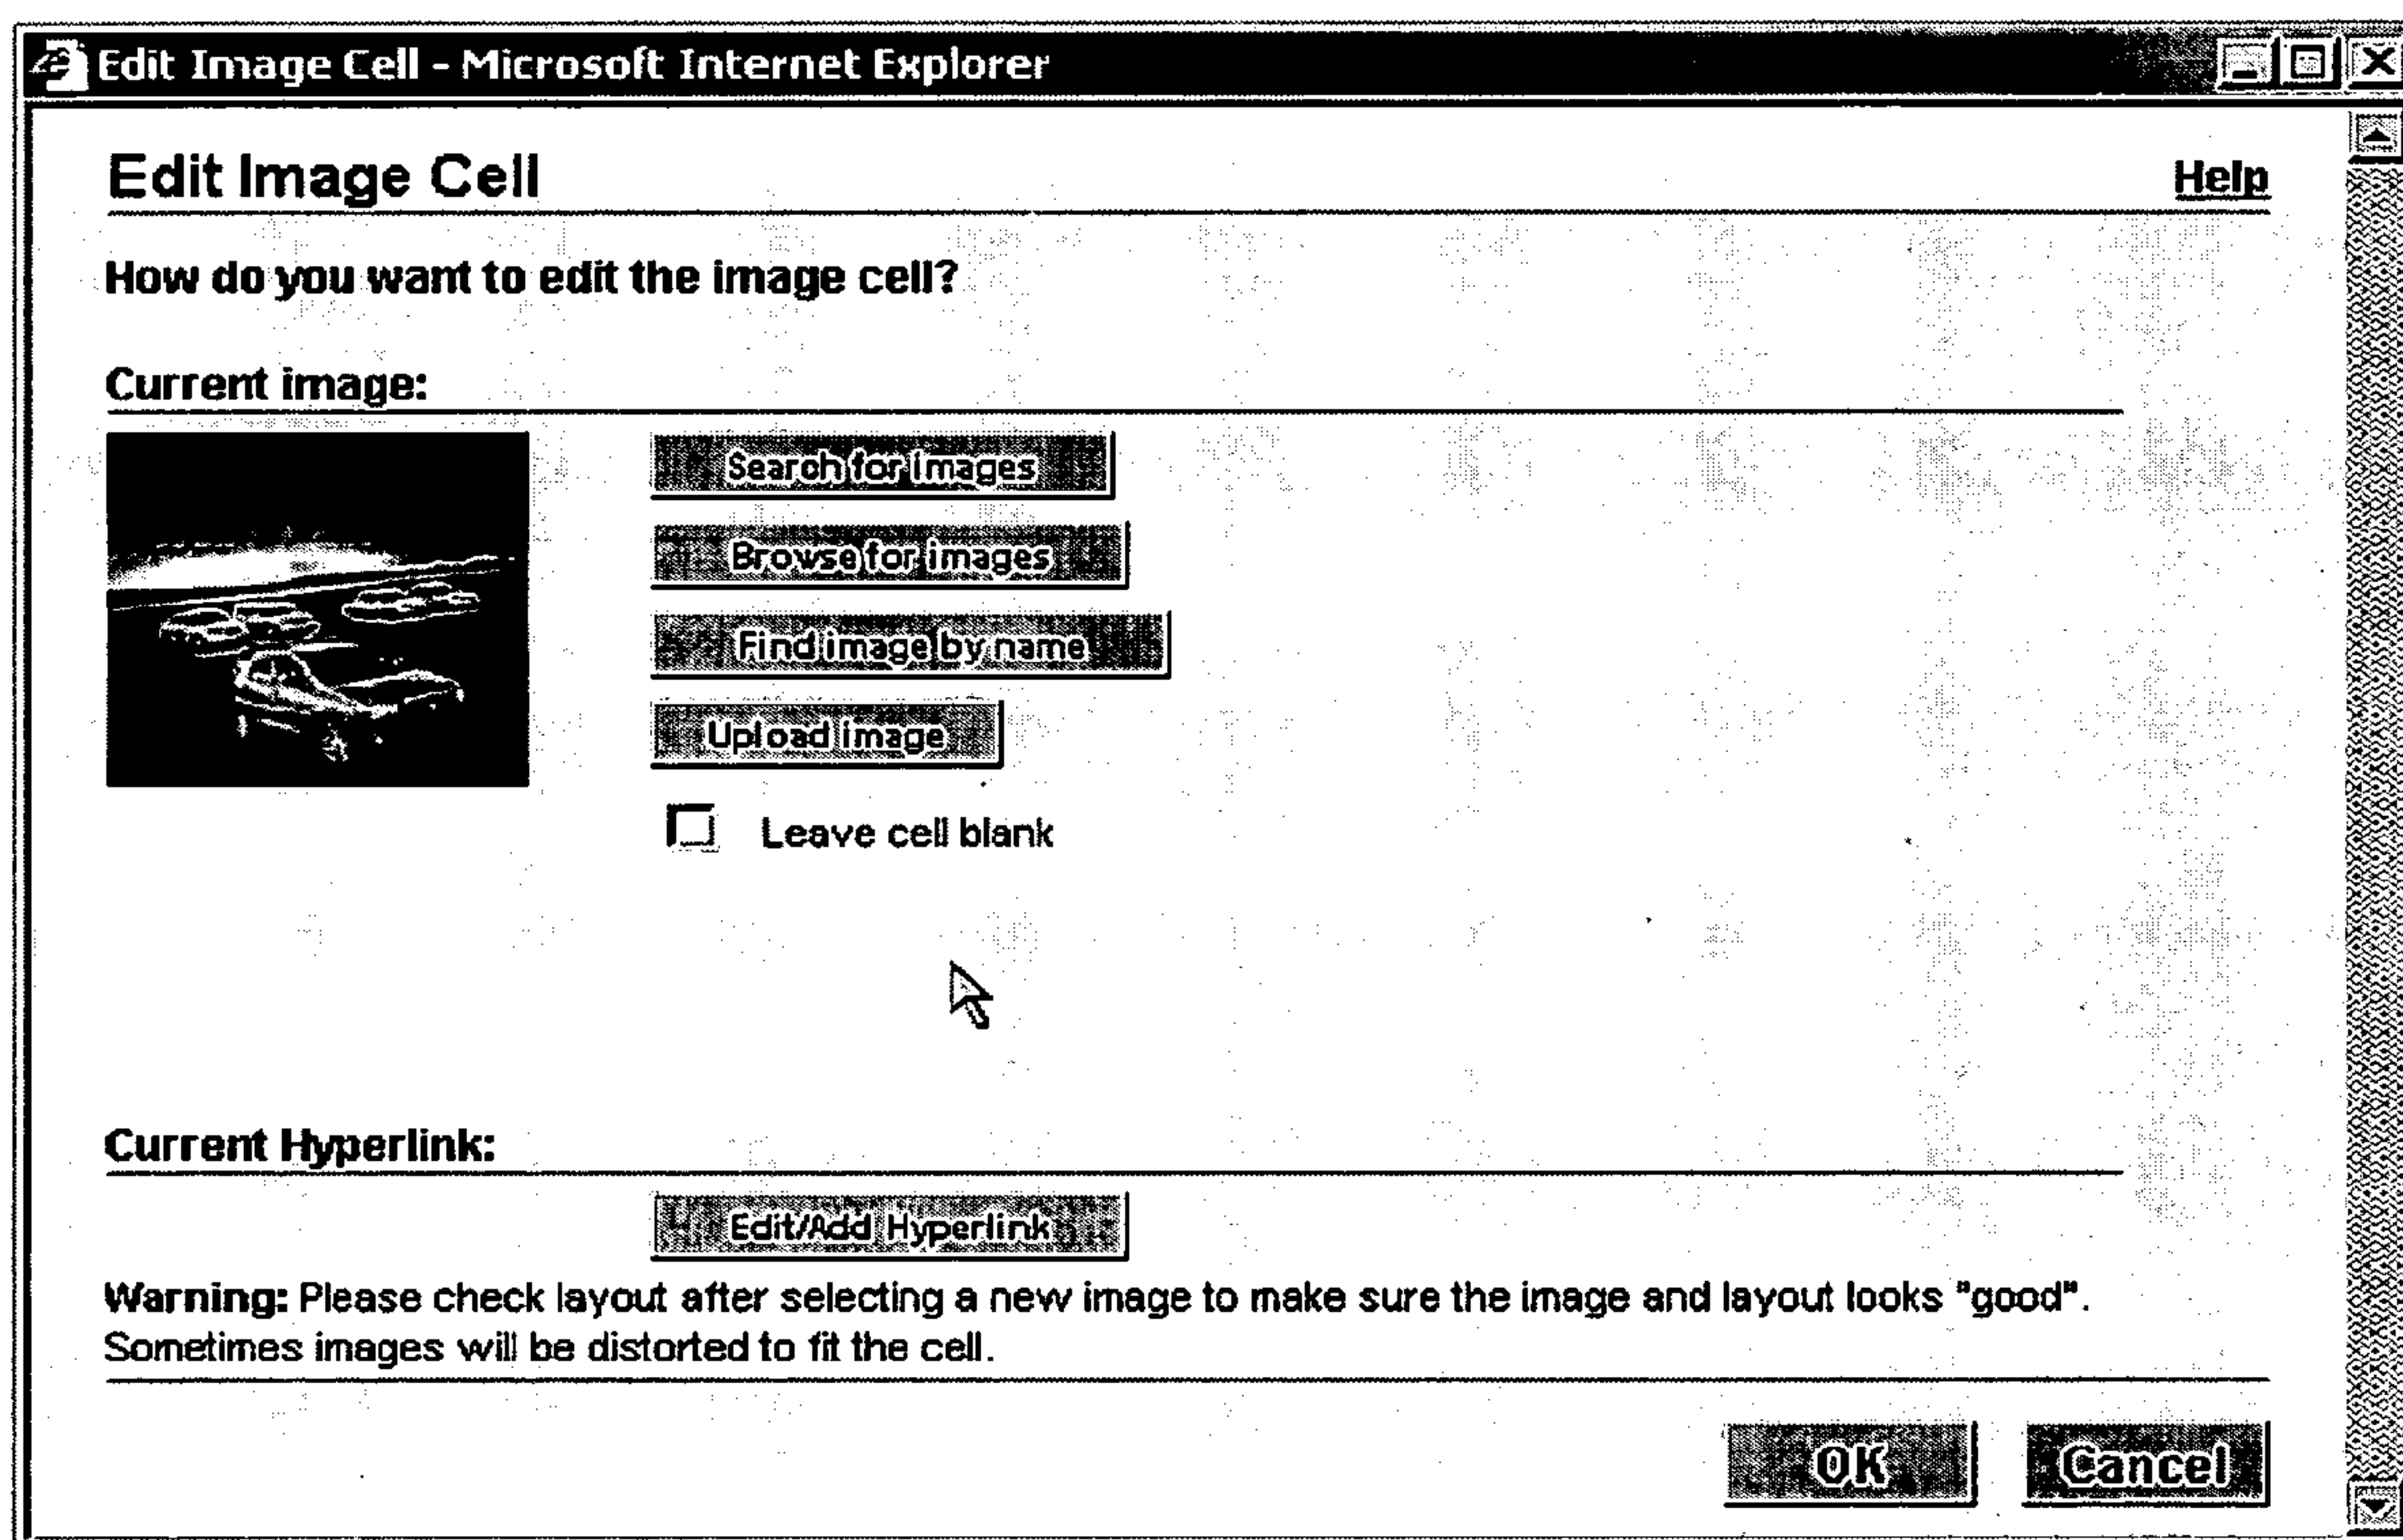 Edit Image Cell - Microsoft Internet Explorer
Edit Image Cell
Help
How do you want to edit the image cell?
Current image:
Search for images
Browse for images
Find image by name
Upload image
Leave cell blank
Current Hyperlink:
Edit/Add Hyperlink
Warning: Please check layout after selecting a new image to make sure the image and layout looks "good".
Sometimes images will be distorted to fit the cell.
OK
Cancel